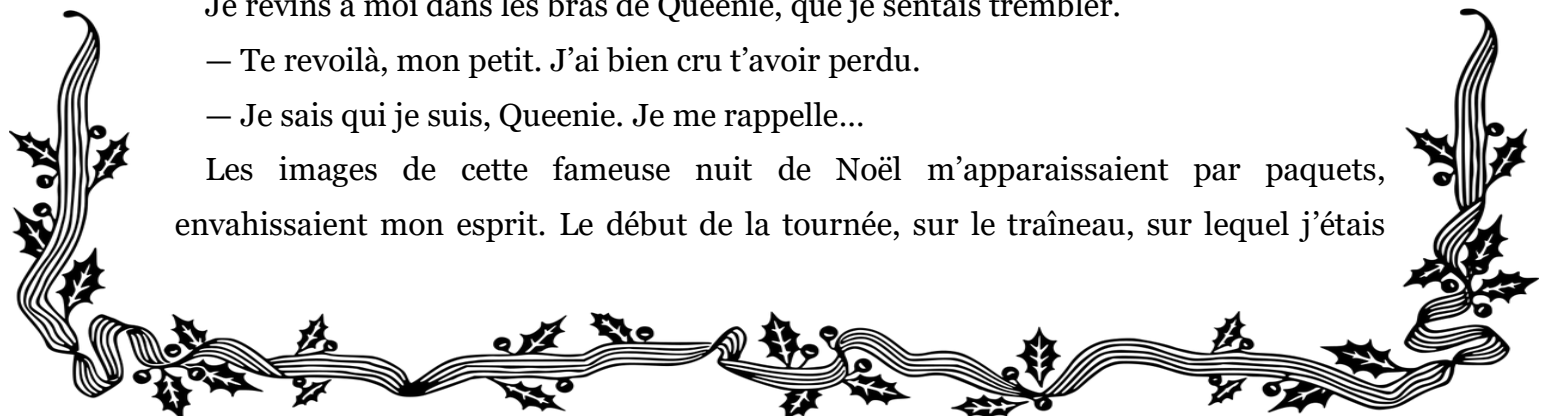 Je revins à moi dans les bras de Queenie, que je sentais trembler.
— Te revoilà, mon petit. J’ai bien cru t’avoir perdu.
— Je sais qui je suis, Queenie. Je me rappelle…
Les images de cette fameuse nuit de Noël m’apparaissaient par paquets,
envahissaient mon esprit. Le début de la tournée, sur le traîneau, sur lequel j’étais